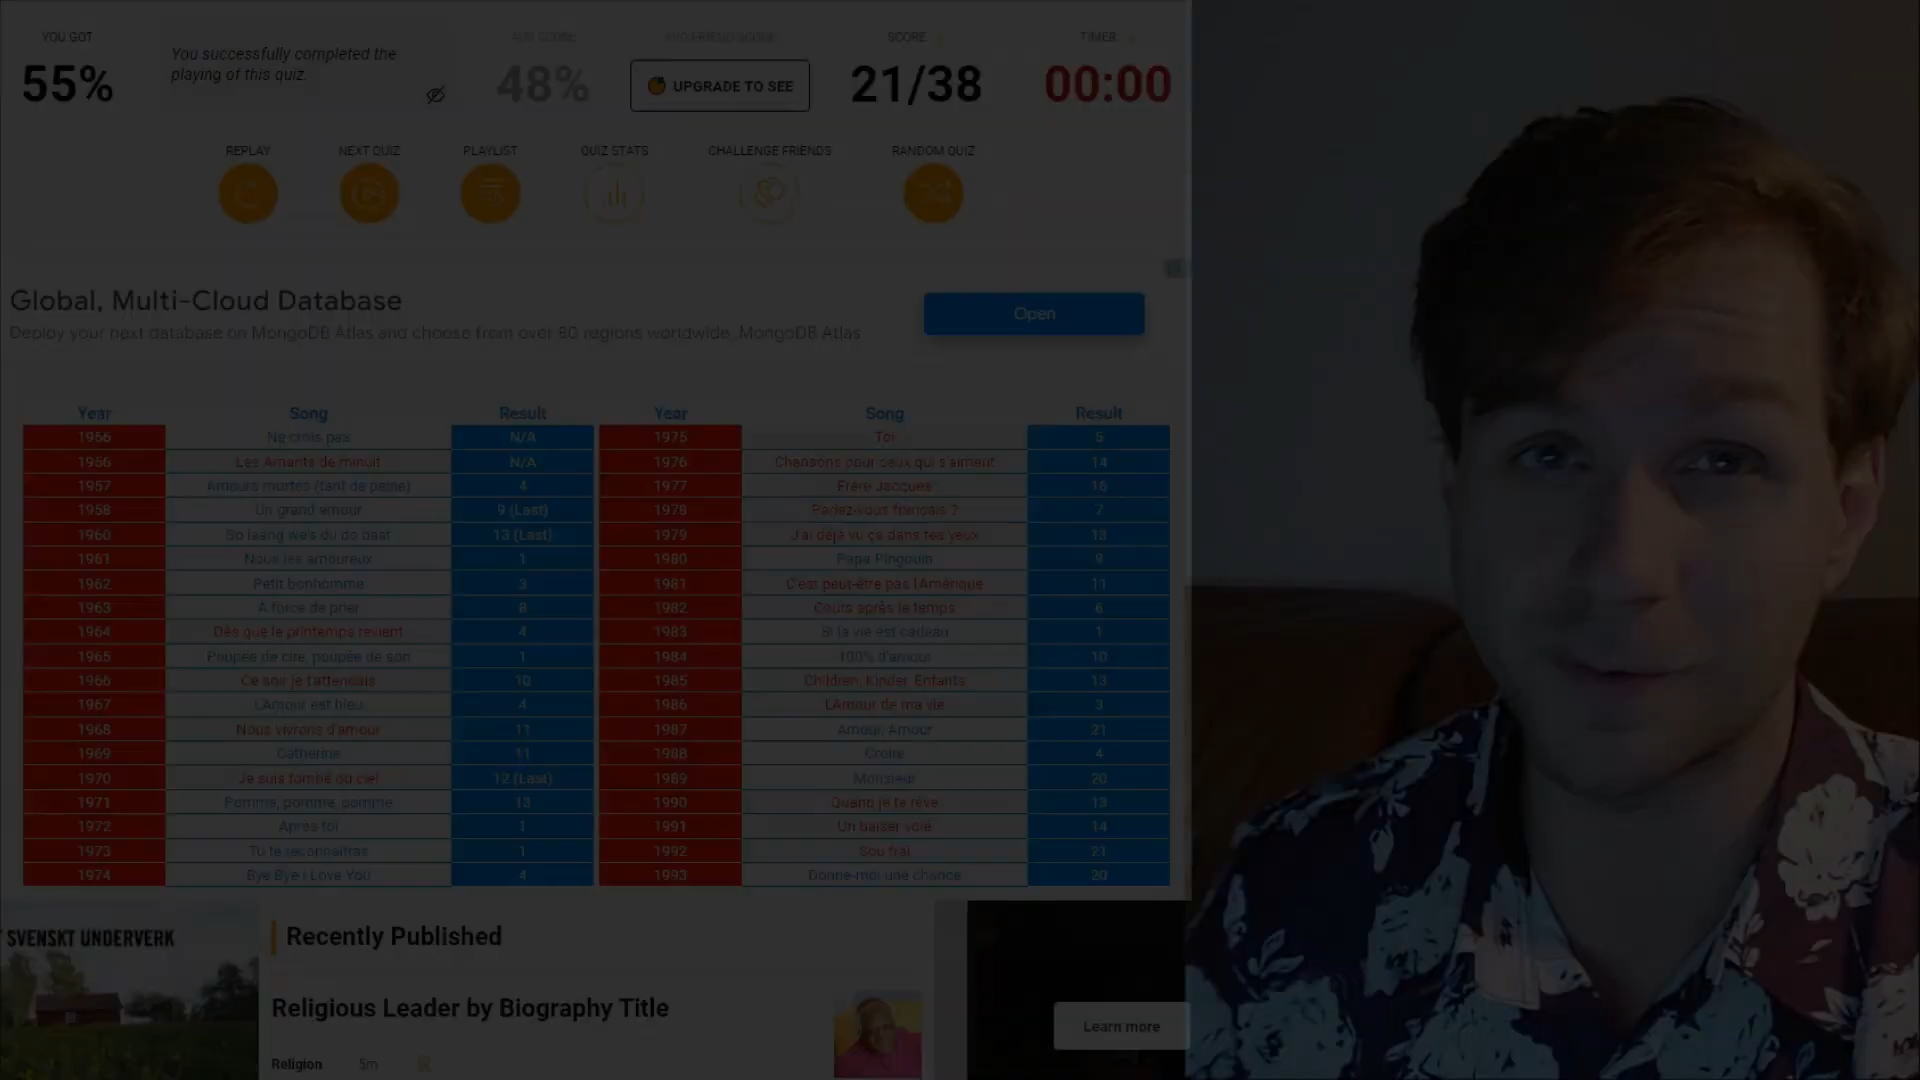 YOU GOT
55%
You successfully completed the
playing of this quiz.
AVG SCORE
48%
AVG FRIEND SCORE
UPGRADE TO SEE
SCORE
21/38
TIMER
00:00
REPLAY
NEXT QUIZ
PLAYLIST
QUIZ STATS
CHALLENGE FRIENDS
RANDOM QUIZ
Global, Multi-Cloud Database
Deploy your next database on MongoDB Atlas and choose from over 80 regions worldwide. MongoDB Atlas
Open
Year Song Result
1956 Ne crois pas N/A
1956 Les Amants de minuit N/A
1957 Amours mortes (tant de peine) 4
1958 Un grand amour 9 (Last)
1960 So laang we's du do bast 13 (Last)
1961 Nous les amoureux 1
1962 Petit bonhomme 3
1963 À force de prier 8
1964 Dès que le printemps revient 4
1965 Poupée de cire, poupée de son 1
1966 Ce soir je t'attendais 10
1967 L'Amour est bleu 4
1968 Nous vivrons d'amour 11
1969 Catherine 11
1970 Je suis tombé du ciel 12 (Last)
1971 Pomme, pomme, pomme 13
1972 Après toi 1
1973 Tu te reconnaîtras 1
1974 Bye Bye I Love You 4
Year Song Result
1975 Toi 5
1976 Chansons pour ceux qui s'aiment 14
1977 Frère Jacques 16
1978 Parlez-vous français ? 7
1979 J'ai déjà vu ça dans tes yeux 13
1980 Papa Pingouin 9
1981 C'est peut-être pas l'Amérique 11
1982 Cours après le temps 6
1983 Si la vie est cadeau 1
1984 100% d'amour 10
1985 Children, Kinder, Enfants 13
1986 L'Amour de ma vie 3
1987 Amour, Amour 21
1988 Croire 4
1989 Monsieur 20
1990 Quand je te rêve 13
1991 Un baiser volé 14
1992 Sou fräi 21
1993 Donne-moi une chance 20
SVENSKT UNDERVERK
Recently Published
Religious Leader by Biography Title
Religion 5m
Learn more